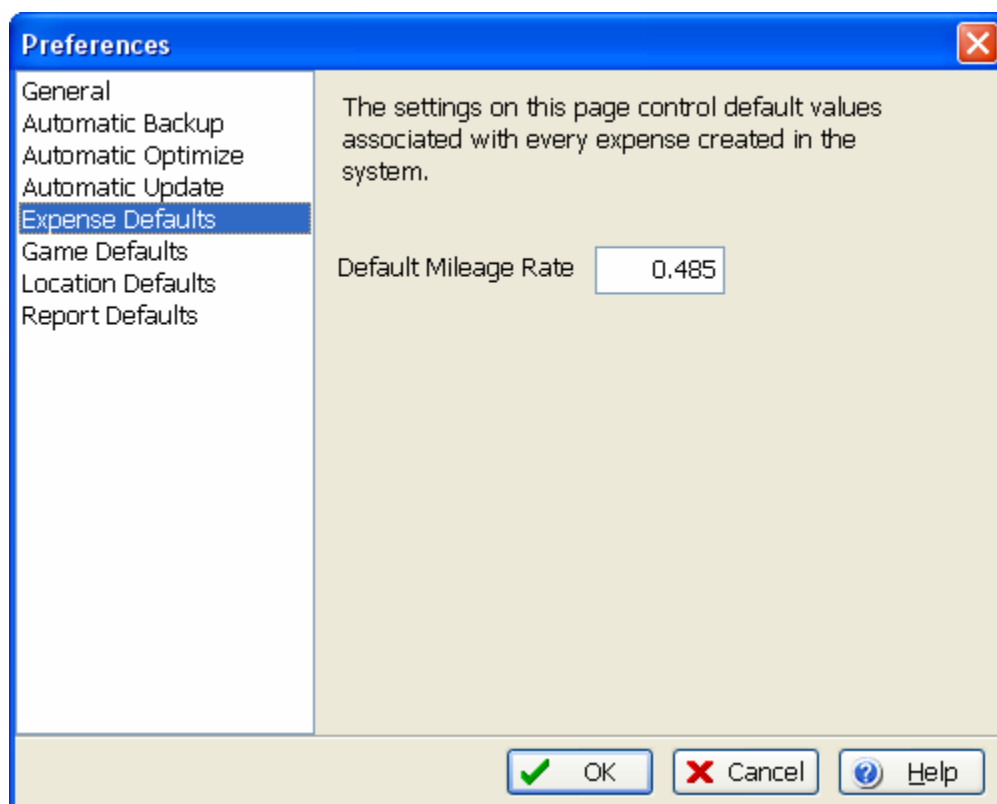 Preferences
General
Automatic Backup
Automatic Optimize
Automatic Update
Expense Defaults
Game Defaults
Location Defaults
Report Defaults
The settings on this page control default values
associated with every expense created in the
system.
Default Mileage Rate 0.485
OK Cancel Help